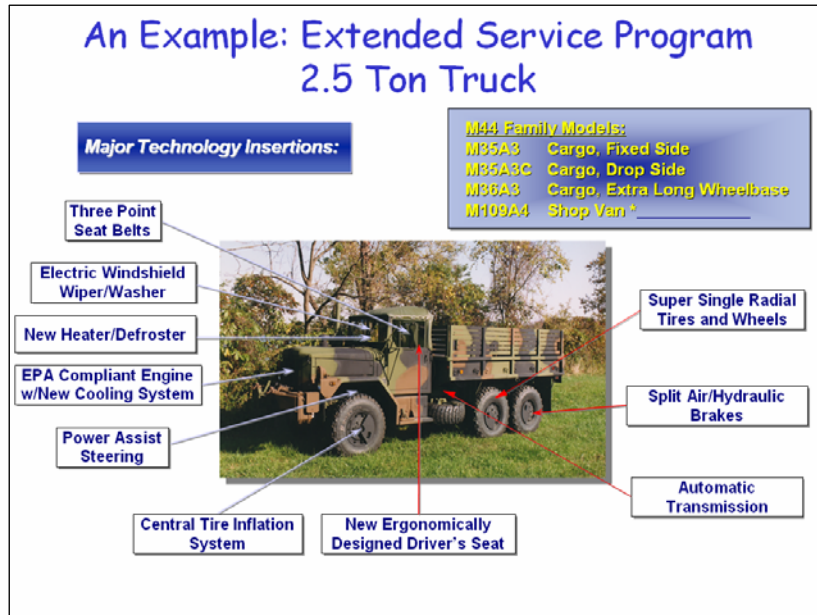 An Example: Extended Service Program
2.5 Ton Truck
Major Technology Insertions:
M44 Family Models:
M35A3 Cargo, Fixed Side
M35A3C Cargo, Drop Side
M36A3 Cargo, Extra Long Wheelbase
M109A4 Shop Van *____________
Three Point
Seat Belts
Electric Windshield
Wiper/Washer
New Heater/Defroster
EPA Compliant Engine
w/New Cooling System
Power Assist
Steering
Central Tire Inflation
System
New Ergonomically
Designed Driver's Seat
Super Single Radial
Tires and Wheels
Split Air/Hydraulic
Brakes
Automatic
Transmission